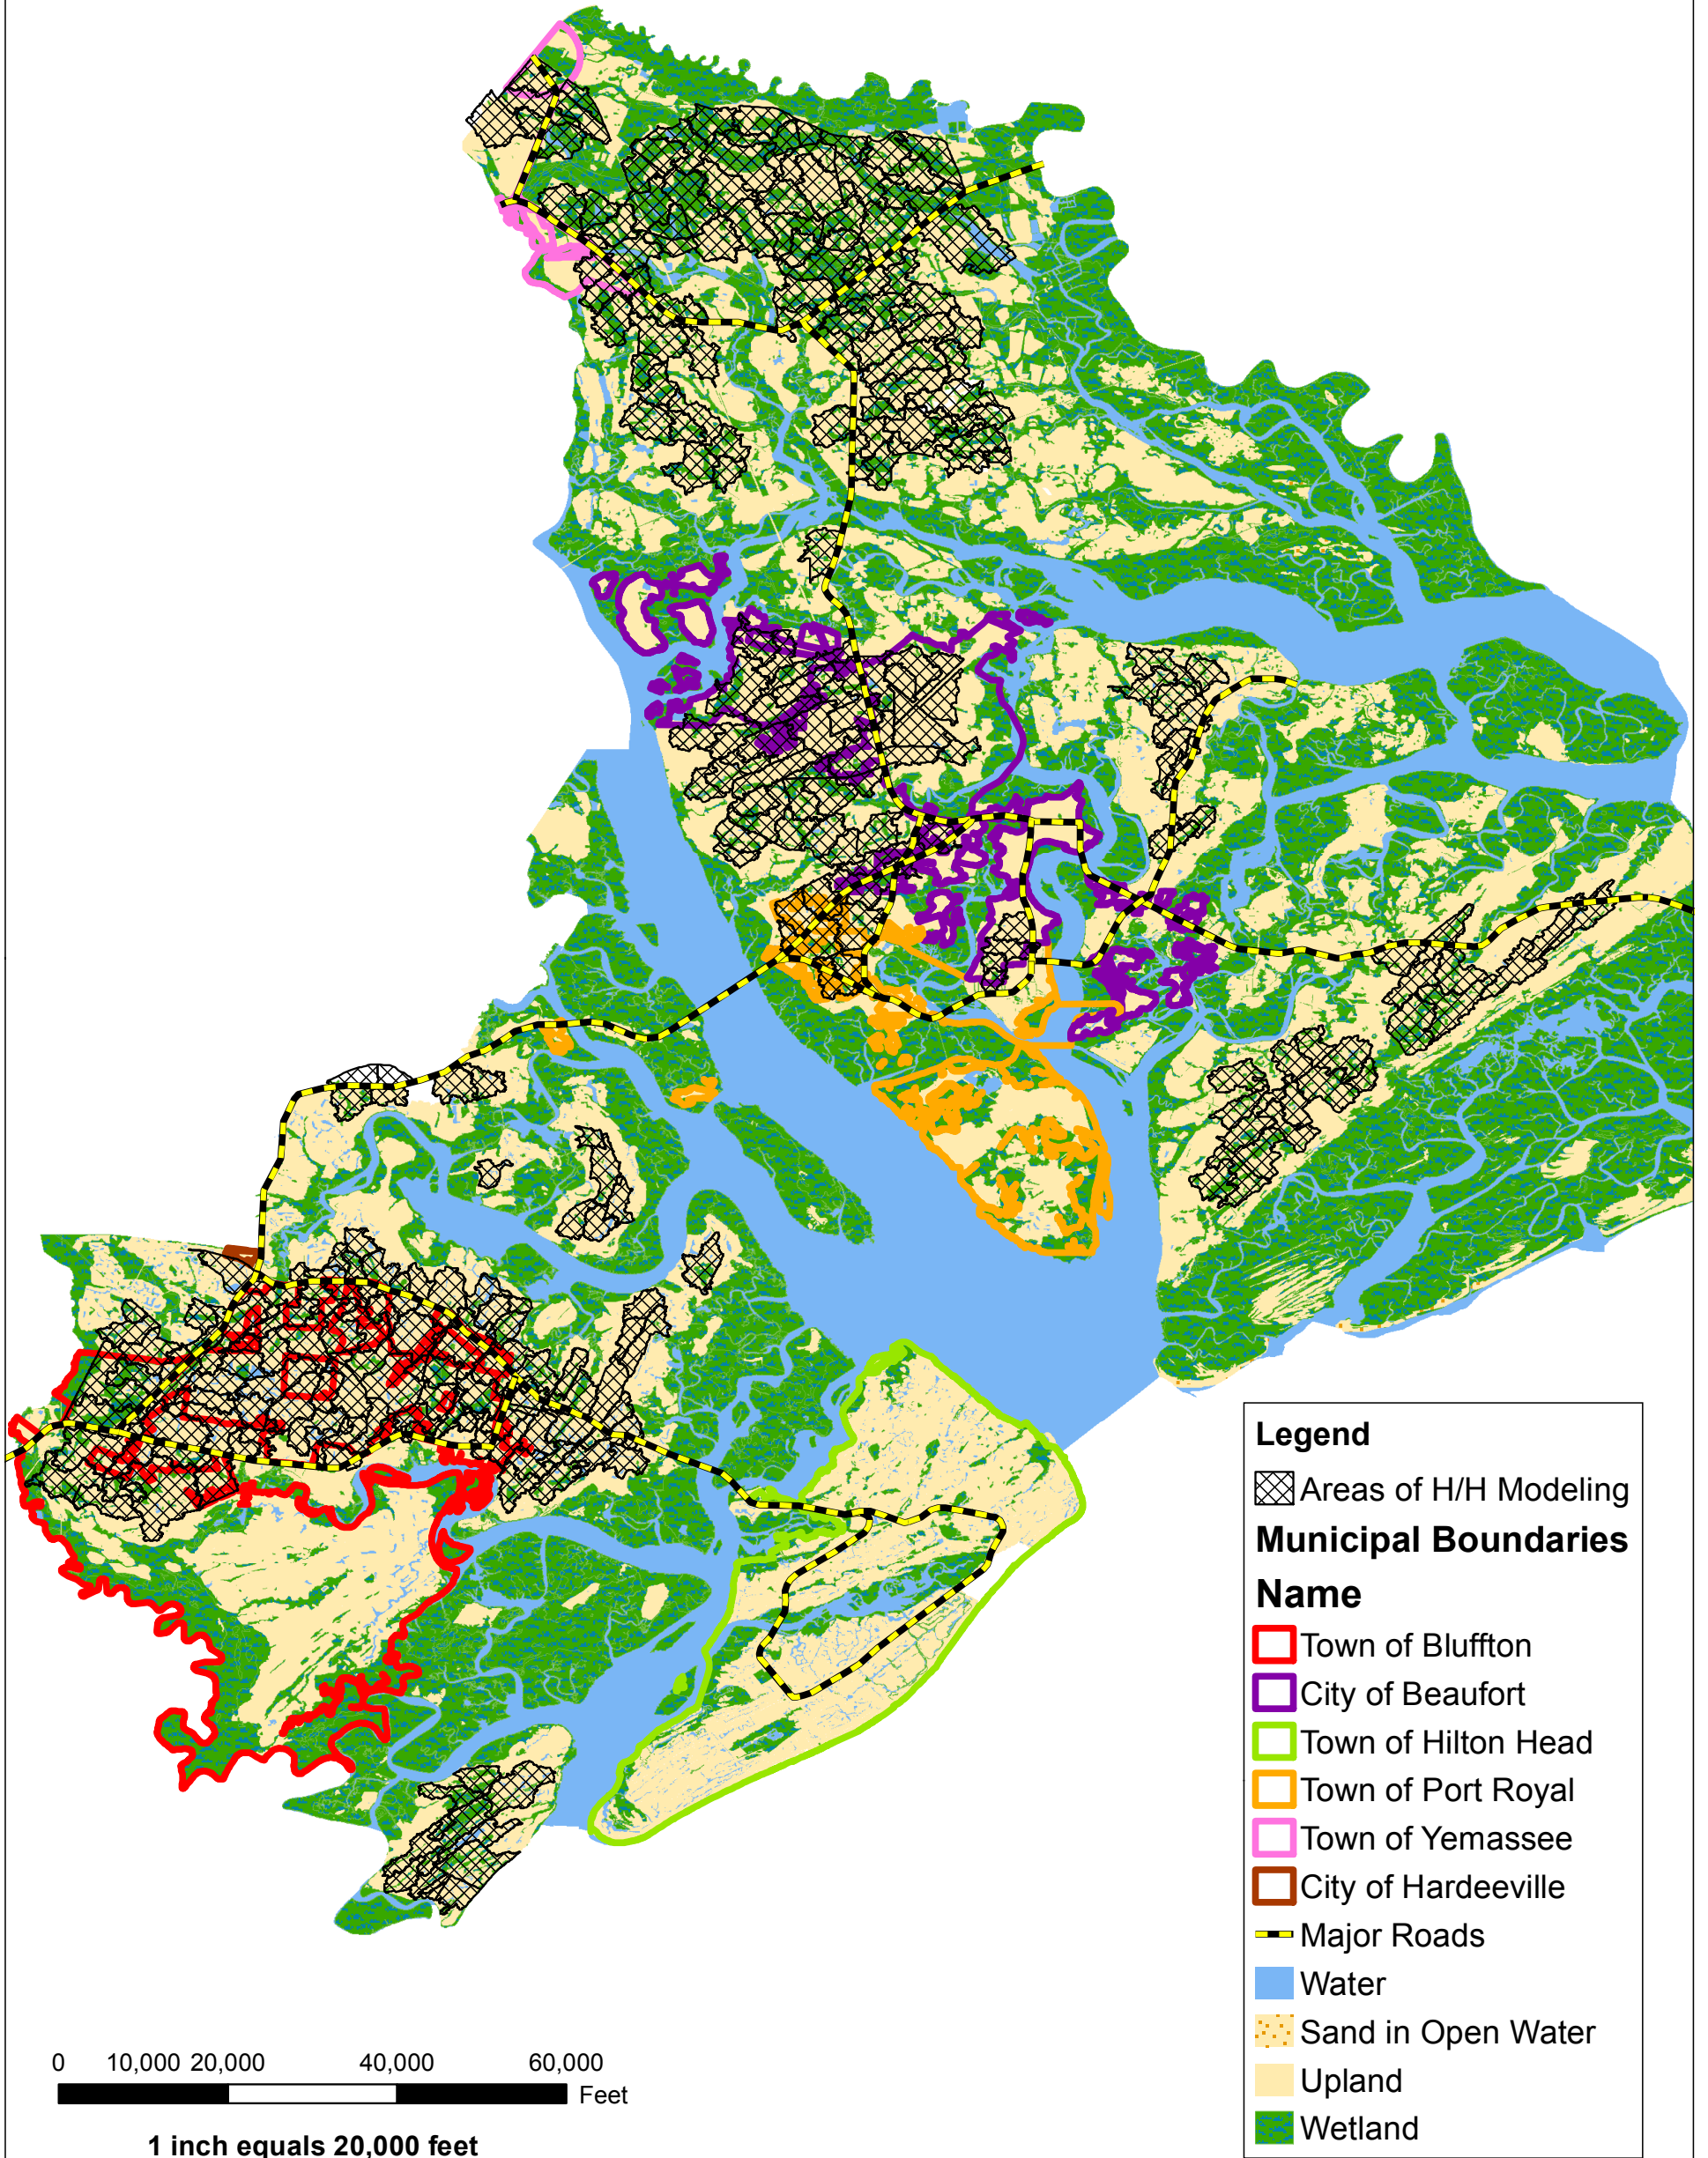 Legend
Areas of H/H Modeling
Municipal Boundaries
Name
Town of Bluffton
City of Beaufort
Town of Hilton Head
Town of Port Royal
Town of Yemassee
City of Hardeeville
Major Roads
Water
Sand in Open Water
Upland
Wetland
0 10,000 20,000 40,000 60,000
Feet
1 inch equals 20,000 feet